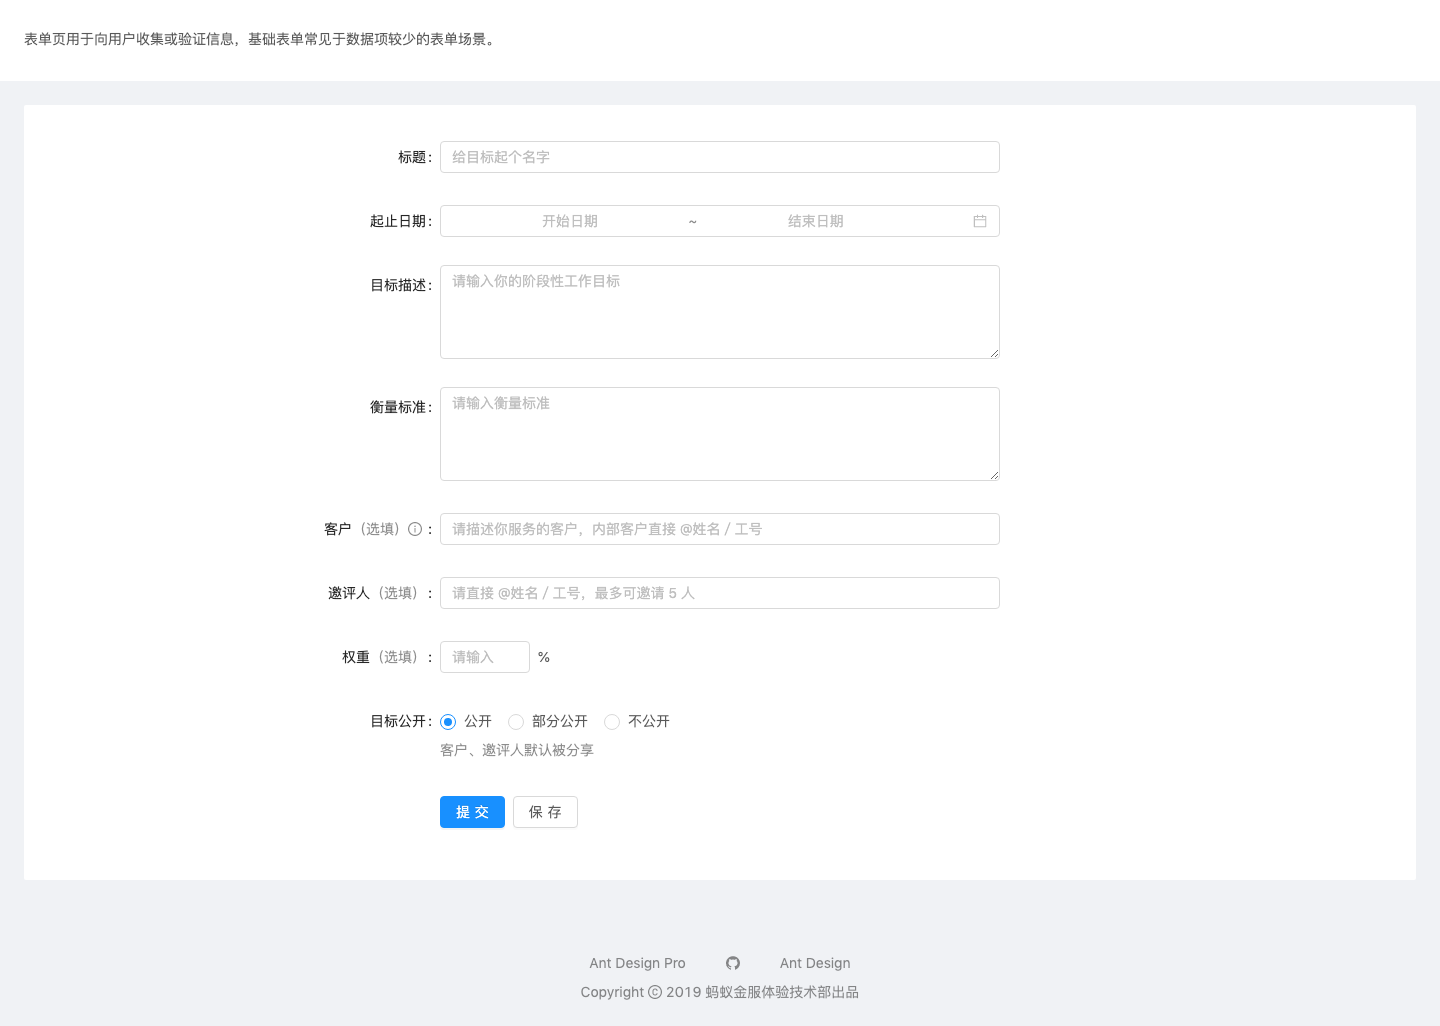 表单页用于向用户收集或验证信息，基础表单常见于数据项较少的表单场景。
标题： 给目标起个名字
起止日期： 开始日期 ~ 结束日期
目标描述： 请输入你的阶段性工作目标
衡量标准： 请输入衡量标准
客户（选填）： 请描述你服务的客户，内部客户直接 @姓名 / 工号
邀评人（选填）： 请直接 @姓名 / 工号，最多可邀请 5 人
权重（选填）： 请输入 %
目标公开： 公开 部分公开 不公开
客户、邀评人默认被分享
提 交 保 存
Ant Design Pro Ant Design
Copyright © 2019 蚂蚁金服体验技术部出品